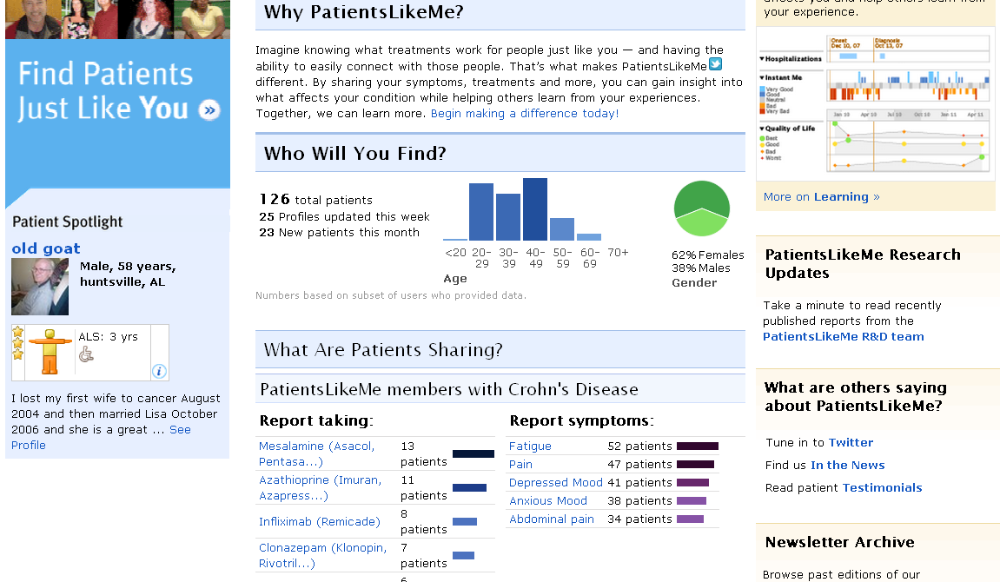 Find Patients
Just Like You »
Patient Spotlight
old goat
Male, 58 years,
huntsville, AL
ALS: 3 yrs
i
I lost my first wife to cancer August
2004 and then married Lisa October
2006 and she is a great ... See
Profile
Why PatientsLikeMe?
Imagine knowing what treatments work for people just like you — and having the
ability to easily connect with those people. That's what makes PatientsLikeMe
different. By sharing your symptoms, treatments and more, you can gain insight into
what affects your condition while helping others learn from your experiences.
Together, we can learn more. Begin making a difference today!
Who Will You Find?
126 total patients
25 Profiles updated this week
23 New patients this month
<20 20-29 30-39 40-49 50-59 60-69 70+
Age
62% Females
38% Males
Gender
Numbers based on subset of users who provided data.
What Are Patients Sharing?
PatientsLikeMe members with Crohn's Disease
Report taking:
Mesalamine (Asacol, Pentasa...) 13 patients
Azathioprine (Imuran, Azapress...) 11 patients
Infliximab (Remicade) 8 patients
Clonazepam (Klonopin, Rivotril...) 7 patients
Report symptoms:
Fatigue 52 patients
Pain 47 patients
Depressed Mood 41 patients
Anxious Mood 38 patients
Abdominal pain 34 patients
your experience.
Onset
Dec 10, 07
Diagnosis
Oct 13, 07
Hospitalizations
Instant Me
Very Good
Good
Neutral
Bad
Very Bad
Jan 10 Apr 10 Jul 10 Oct 10 Jan 11 Apr 11
Quality of Life
Best
Good
Bad
Worst
More on Learning »
PatientsLikeMe Research
Updates
Take a minute to read recently
published reports from the
PatientsLikeMe R&D team
What are others saying
about PatientsLikeMe?
Tune in to Twitter
Find us In the News
Read patient Testimonials
Newsletter Archive
Browse past editions of our